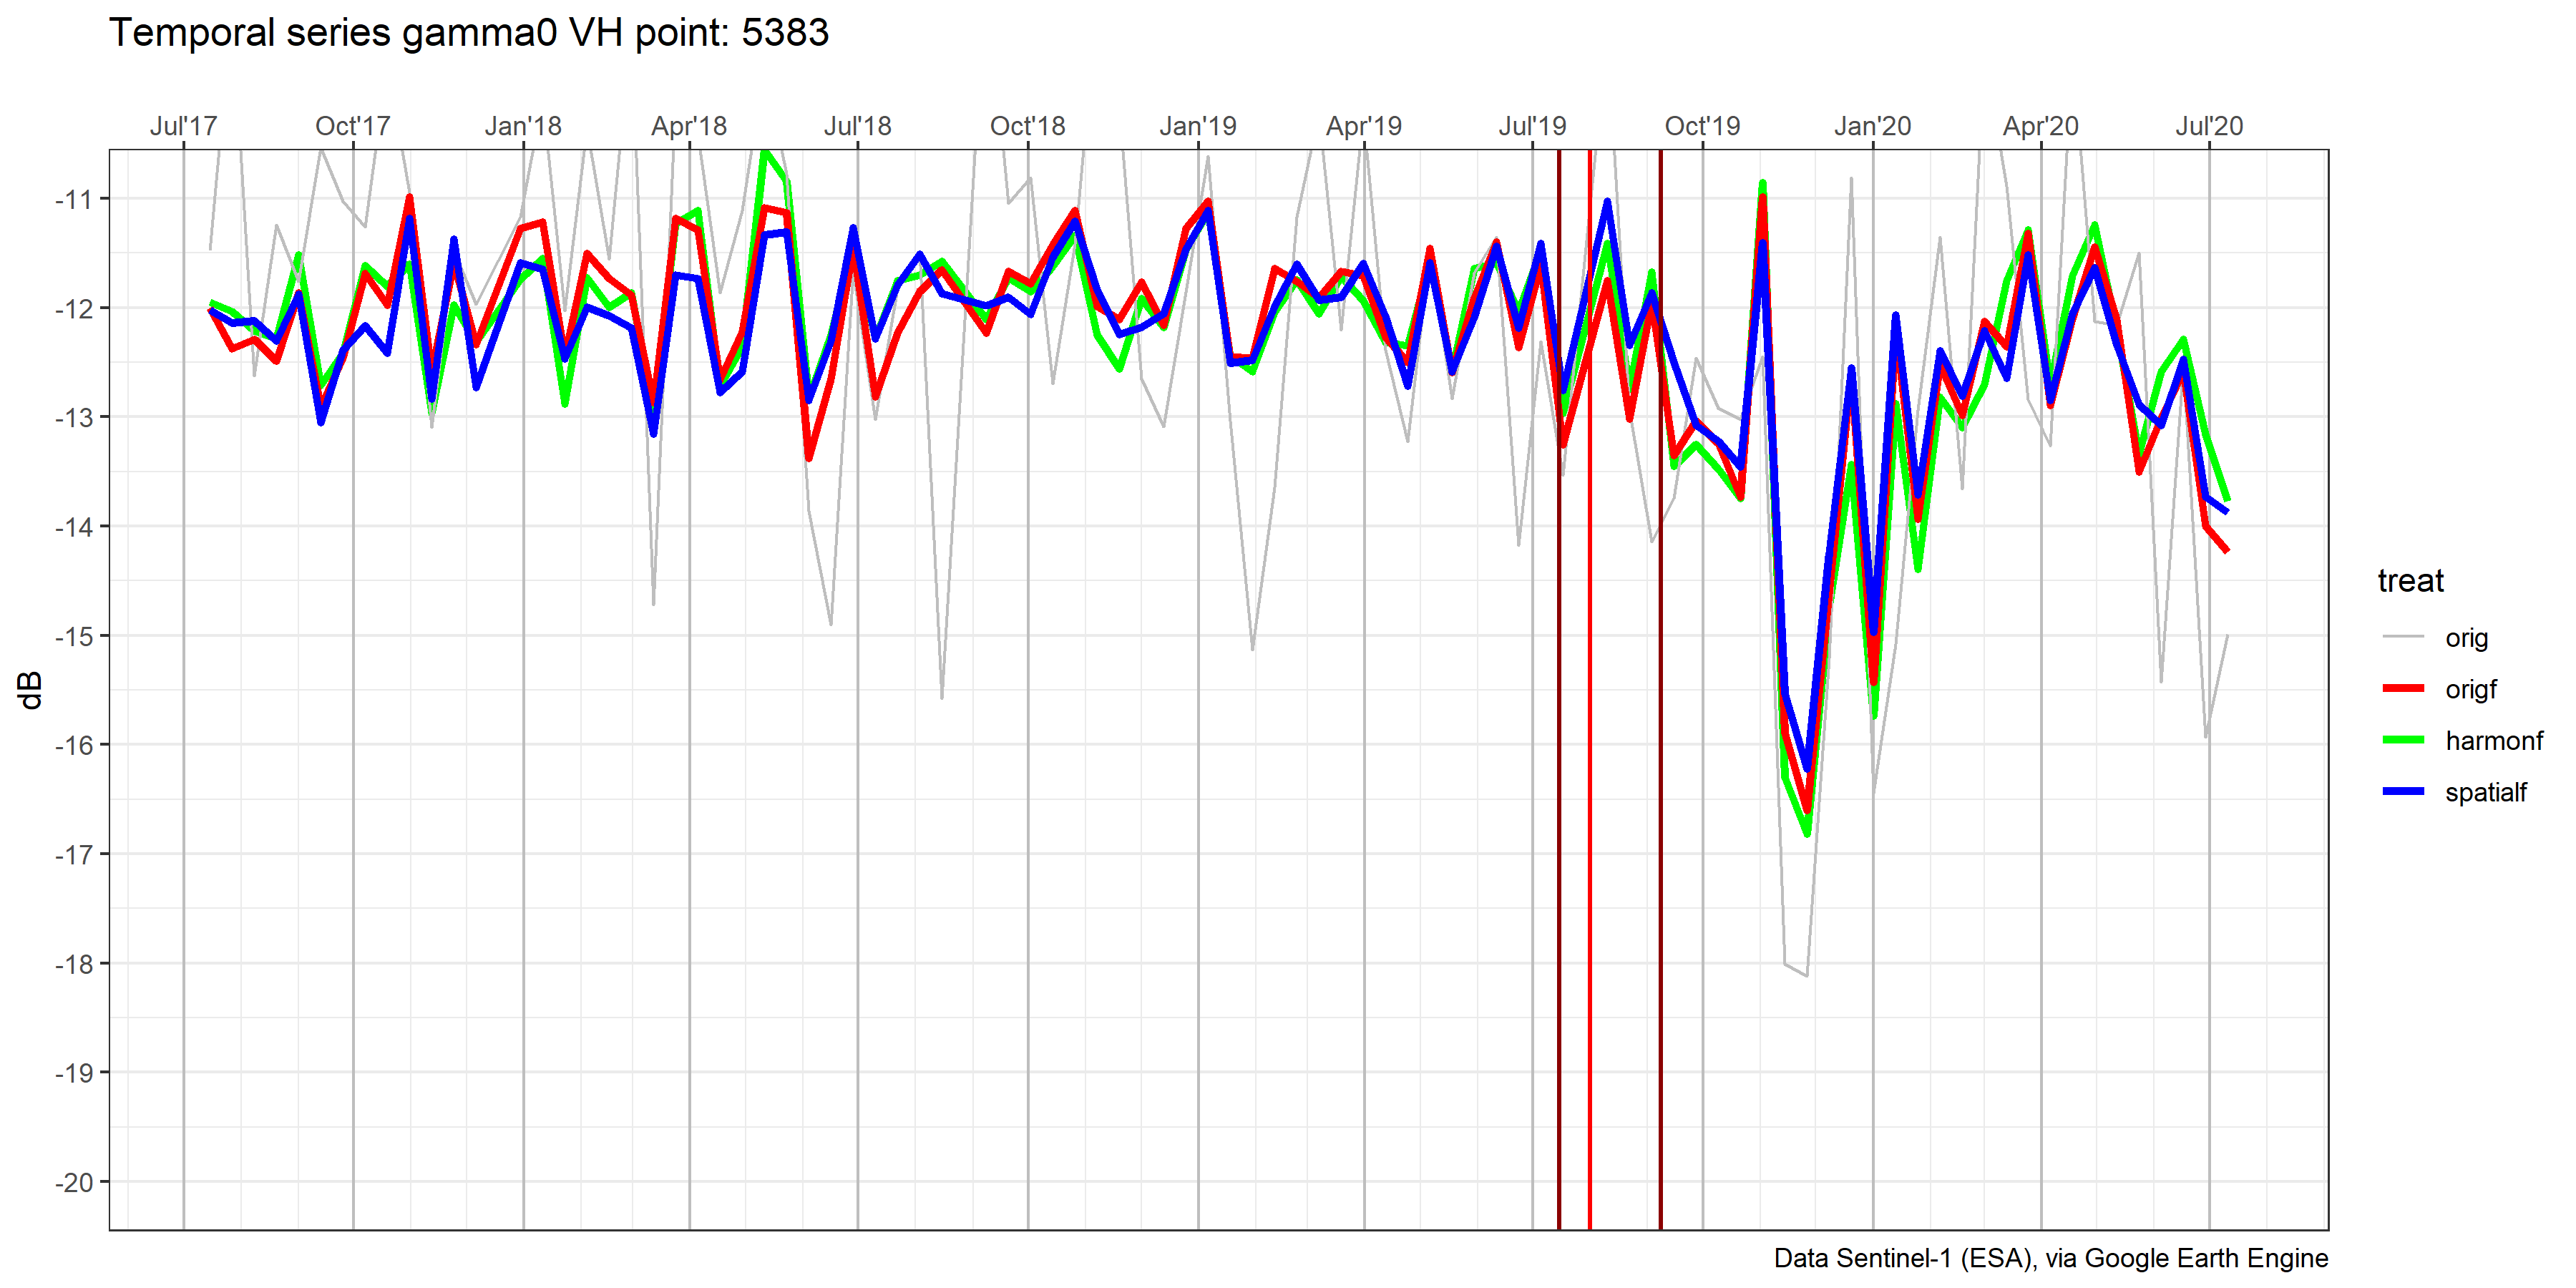 Temporal series gamma0 VH point: 5383
Jul'17 Oct'17 Jan'18 Apr'18 Jul'18 Oct'18 Jan'19 Apr'19 Jul'19 Oct'19 Jan'20 Apr'20 Jul'20
-11
-12
-13
-14
-15
-16
-17
-18
-19
-20
dB
treat
orig
origf
harmonf
spatialf
Data Sentinel-1 (ESA), via Google Earth Engine